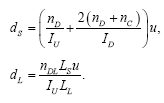 d_S = ( n_D / I_U + 2(n_D + n_C) / I_D ) u,
d_L = n_{DL} L_S u / I_U L_L .